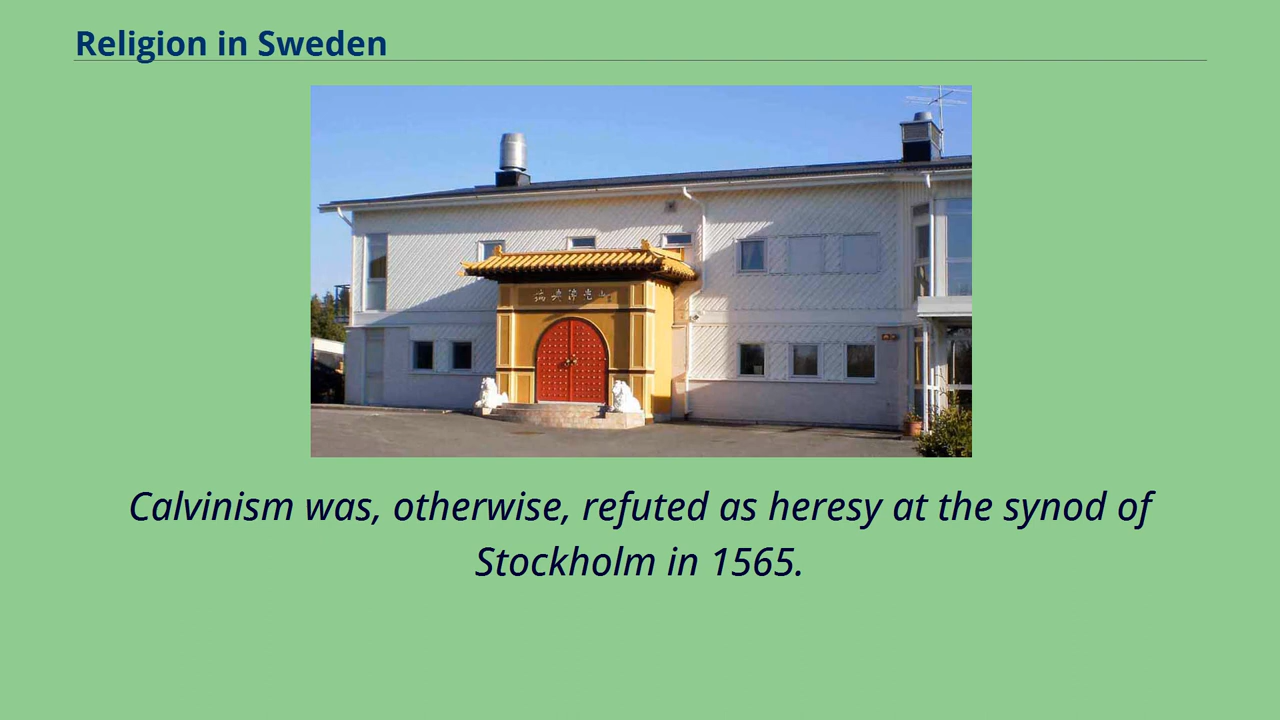 Religion in Sweden
Calvinism was, otherwise, refuted as heresy at the synod of
Stockholm in 1565.